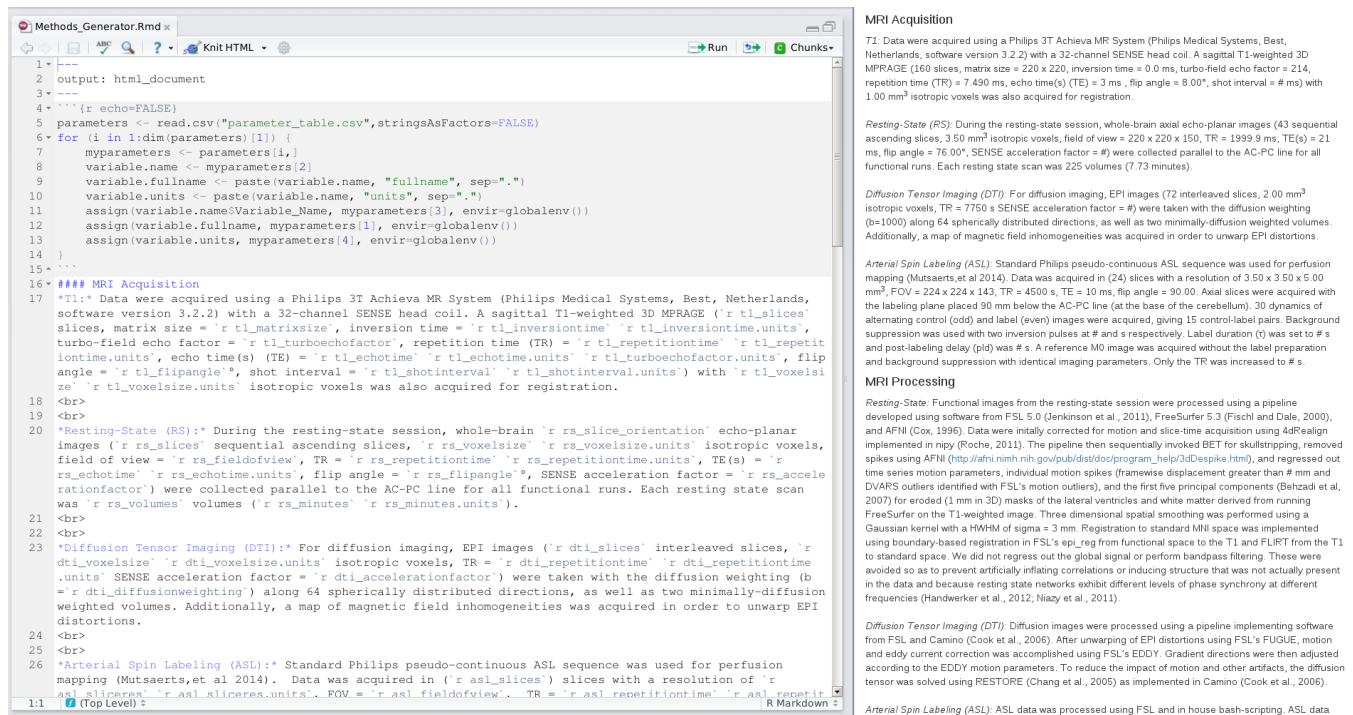 Methods_Generator.Rmd ×
ABC ? Knit HTML Run Chunks
1 ---
2 output: html_document
3 ---
4 ```{r echo=FALSE}
5 parameters <- read.csv("parameter_table.csv",stringsAsFactors=FALSE)
6 for (i in 1:dim(parameters)[1]) {
7 myparameters <- parameters[i,]
8 variable.name <- myparameters[2]
9 variable.fullname <- paste(variable.name, "fullname", sep=".")
10 variable.units <- paste(variable.name, "units", sep=".")
11 assign(variable.name$Variable_Name, myparameters[3], envir=globalenv())
12 assign(variable.fullname, myparameters[1], envir=globalenv())
13 assign(variable.units, myparameters[4], envir=globalenv())
14 }
15 ```
16 #### MRI Acquisition
17 *T1:* Data were acquired using a Philips 3T Achieva MR System (Philips Medical Systems, Best, Netherlands,
software version 3.2.2) with a 32-channel SENSE head coil. A sagittal T1-weighted 3D MPRAGE (`r t1_slices`
slices, matrix size = `r t1_matrixsize`, inversion time = `r t1_inversiontime` `r t1_inversiontime.units`,
turbo-field echo factor = `r t1_turboechofactor`, repetition time (TR) = `r t1_repetitiontime` `r t1_repetit
iontime.units`, echo time(s) (TE) = `r t1_echotime` `r t1_echotime.units` `r t1_turboechofactor.units`, flip
angle = `r t1_flipangle`°, shot interval = `r t1_shotinterval` `r t1_shotinterval.units`) with `r t1_voxelsi
ze` `r t1_voxelsize.units` isotropic voxels was also acquired for registration.
18 <br>
19 <br>
20 *Resting-State (RS):* During the resting-state session, whole-brain `r rs_slice_orientation` echo-planar
images (`r rs_slices` sequential ascending slices, `r rs_voxelsize` `r rs_voxelsize.units` isotropic voxels,
field of view = `r rs_fieldofview`, TR = `r rs_repetitiontime` `r rs_repetitiontime.units`, TE(s) = `r
rs_echotime` `r rs_echotime.units`, flip angle = `r rs_flipangle`°, SENSE acceleration factor = `r rs_accele
rationfactor`) were collected parallel to the AC-PC line for all functional runs. Each resting state scan
was `r rs_volumes` volumes (`r rs_minutes` `r rs_minutes.units`).
21 <br>
22 <br>
23 *Diffusion Tensor Imaging (DTI):* For diffusion imaging, EPI images (`r dti_slices` interleaved slices, `r
dti_voxelsize` `r dti_voxelsize.units` isotropic voxels, TR = `r dti_repetitiontime` `r dti_repetitiontime
.units` SENSE acceleration factor = `r dti_accelerationfactor`) were taken with the diffusion weighting (b
=`r dti_diffusionweighting`) along 64 spherically distributed directions, as well as two minimally-diffusion
weighted volumes. Additionally, a map of magnetic field inhomogeneities was acquired in order to unwarp EPI
distortions.
24 <br>
25 <br>
26 *Arterial Spin Labeling (ASL):* Standard Philips pseudo-continuous ASL sequence was used for perfusion
mapping (Mutsaerts,et al 2014). Data was acquired in (`r asl_slices`) slices with a resolution of `r
asl_sliceres` `r asl_sliceres.units`, FOV = `r asl_fieldofview`, TR = `r asl_repetitiontime` `r asl_repetit
1:1 (Top Level) R Markdown
MRI Acquisition
T1: Data were acquired using a Philips 3T Achieva MR System (Philips Medical Systems, Best,
Netherlands, software version 3.2.2) with a 32-channel SENSE head coil. A sagittal T1-weighted 3D
MPRAGE (160 slices, matrix size = 220 x 220, inversion time = 0.0 ms, turbo-field echo factor = 214,
repetition time (TR) = 7.490 ms, echo time(s) (TE) = 3 ms , flip angle = 8.00°, shot interval = # ms) with
1.00 mm³ isotropic voxels was also acquired for registration.
Resting-State (RS): During the resting-state session, whole-brain axial echo-planar images (43 sequential
ascending slices, 3.50 mm³ isotropic voxels, field of view = 220 x 220 x 150, TR = 1999.9 ms, TE(s) = 21
ms, flip angle = 76.00°, SENSE acceleration factor = #) were collected parallel to the AC-PC line for all
functional runs. Each resting state scan was 225 volumes (7.73 minutes).
Diffusion Tensor Imaging (DTI): For diffusion imaging, EPI images (72 interleaved slices, 2.00 mm³
isotropic voxels, TR = 7750 s SENSE acceleration factor = #) were taken with the diffusion weighting
(b=1000) along 64 spherically distributed directions, as well as two minimally-diffusion weighted volumes.
Additionally, a map of magnetic field inhomogeneities was acquired in order to unwarp EPI distortions.
Arterial Spin Labeling (ASL): Standard Philips pseudo-continuous ASL sequence was used for perfusion
mapping (Mutsaerts,et al 2014). Data was acquired in (24) slices with a resolution of 3.50 x 3.50 x 5.00
mm³, FOV = 224 x 224 x 143, TR = 4500 s, TE = 10 ms, flip angle = 90.00. Axial slices were acquired with
the labeling plane placed 90 mm below the AC-PC line (at the base of the cerebellum). 30 dynamics of
alternating control (odd) and label (even) images were acquired, giving 15 control-label pairs. Background
suppression was used with two inversion pulses at # and s respectively. Label duration (τ) was set to # s
and post-labeling delay (pld) was # s. A reference M0 image was acquired without the label preparation
and background suppression with identical imaging parameters. Only the TR was increased to # s.
MRI Processing
Resting-State: Functional images from the resting-state session were processed using a pipeline
developed using software from FSL 5.0 (Jenkinson et al., 2011), FreeSurfer 5.3 (Fischl and Dale, 2000),
and AFNI (Cox, 1996). Data were initally corrected for motion and slice-time acquisition using 4dRealign
implemented in nipy (Roche, 2011). The pipeline then sequentially invoked BET for skullstripping, removed
spikes using AFNI (http://afni.nimh.nih.gov/pub/dist/doc/program_help/3dDespike.html), and regressed out
time series motion parameters, individual motion spikes (framewise displacement greater than # mm and
DVARS outliers identified with FSL's motion outliers), and the first five principal components (Behzadi et al,
2007) for eroded (1 mm in 3D) masks of the lateral ventricles and white matter derived from running
FreeSurfer on the T1-weighted image. Three dimensional spatial smoothing was performed using a
Gaussian kernel with a HWHM of sigma = 3 mm. Registration to standard MNI space was implemented
using boundary-based registration in FSL's epi_reg from functional space to the T1 and FLIRT from the T1
to standard space. We did not regress out the global signal or perform bandpass filtering. These were
avoided so as to prevent artificially inflating correlations or inducing structure that was not actually present
in the data and because resting state networks exhibit different levels of phase synchrony at different
frequencies (Handwerker et al., 2012; Niazy et al., 2011).
Diffusion Tensor Imaging (DTI): Diffusion images were processed using a pipeline implementing software
from FSL and Camino (Cook et al., 2006). After unwarping of EPI distortions using FSL's FUGUE, motion
and eddy current correction was accomplished using FSL's EDDY. Gradient directions were then adjusted
according to the EDDY motion parameters. To reduce the impact of motion and other artifacts, the diffusion
tensor was solved using RESTORE (Chang et al., 2005) as implemented in Camino (Cook et al., 2006).
Arterial Spin Labeling (ASL): ASL data was processed using FSL and in house bash-scripting. ASL data